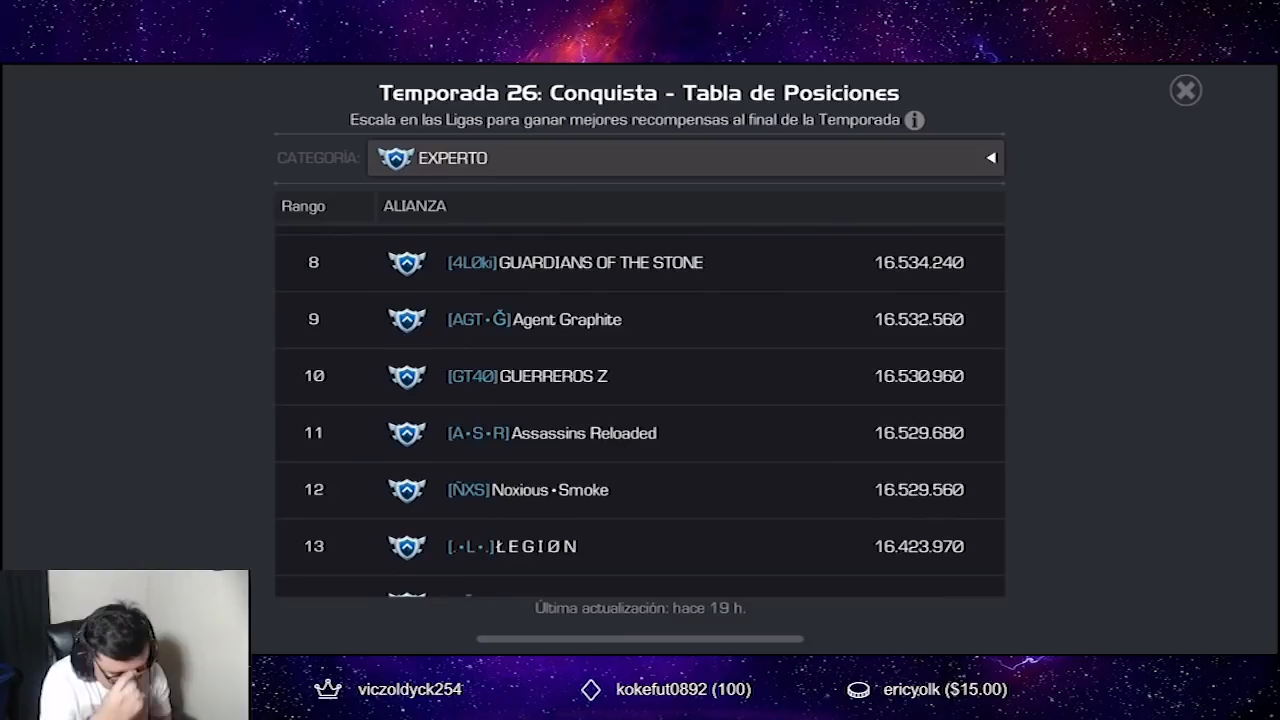 Temporada 26: Conquista - Tabla de Posiciones
Escala en las Ligas para ganar mejores recompensas al final de la Temporada
CATEGORÍA: EXPERTO
Rango ALIANZA
8 [4L0ki]GUARDIANS OF THE STONE 16.534.240
9 [AGT•Ğ]Agent Graphite 16.532.560
10 [GT40]GUERREROS Z 16.530.960
11 [A•S•R]Assassins Reloaded 16.529.680
12 [ÑXS]Noxious•Smoke 16.529.560
13 [.•L•.]ŁEGIØN 16.423.970
Última actualización: hace 19 h.
viczoldyck254 kokefut0892 (100) ericyolk ($15.00)